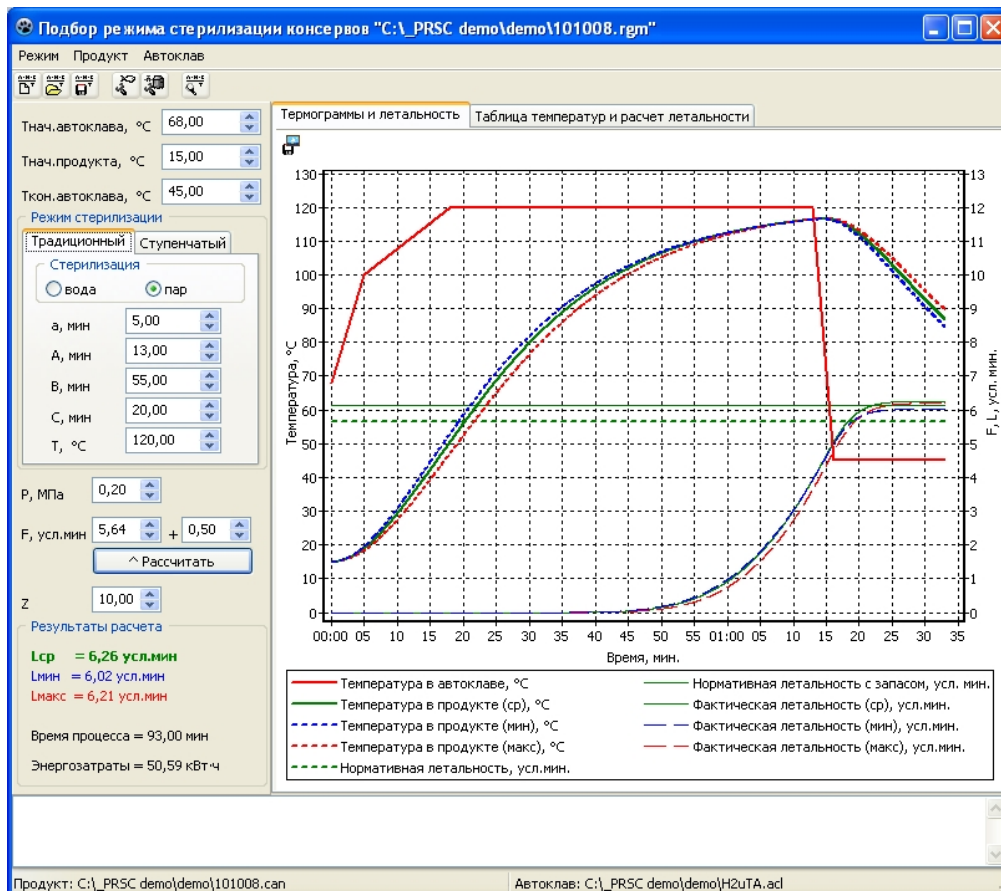 Подбор режима стерилизации консервов "C:\_PRSC demo\demo\101008.rgm"
Режим Продукт Автоклав
Тнач.автоклава, °C 68,00
Тнач.продукта, °C 15,00
Ткон.автоклава, °C 45,00
Режим стерилизации
Традиционный Ступенчатый
Стерилизация
вода пар
а, мин 5,00
А, мин 13,00
В, мин 55,00
С, мин 20,00
Т, °C 120,00
Р, МПа 0,20
F, усл.мин 5,64 + 0,50
^ Рассчитать
Z 10,00
Результаты расчета
Lср = 6,26 усл.мин
Lмин = 6,02 усл.мин
Lмакс = 6,21 усл.мин
Время процесса = 93,00 мин
Энергозатраты = 50,59 кВт·ч
Термограммы и летальность Таблица температур и расчет летальности
Температура, °C
130
120
110
100
90
80
70
60
50
40
30
20
10
0
13
12
11
10
9
8
7
6
5
4
3
2
1
0
F, L, усл. мин.
00:00 05 10 15 20 25 30 35 40 45 50 55 01:00 05 10 15 20 25 30 35
Время, мин.
Температура в автоклаве, °C
Температура в продукте (ср), °C
Температура в продукте (мин), °C
Температура в продукте (макс), °C
Нормативная летальность, усл.мин.
Нормативная летальность с запасом, усл. мин.
Фактическая летальность (ср), усл.мин.
Фактическая летальность (мин), усл.мин.
Фактическая летальность (макс), усл.мин.
Продукт: C:\_PRSC demo\demo\101008.can
Автоклав: C:\_PRSC demo\demo\H2uTA.acl